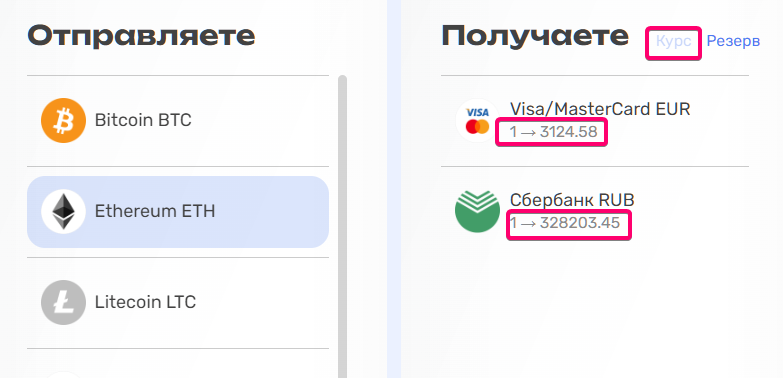 Отправляете
Bitcoin BTC
Ethereum ETH
Litecoin LTC
Получаете Курс Резерв
VISA Visa/MasterCard EUR
1 → 3124.58
Сбербанк RUB
1 → 328203.45